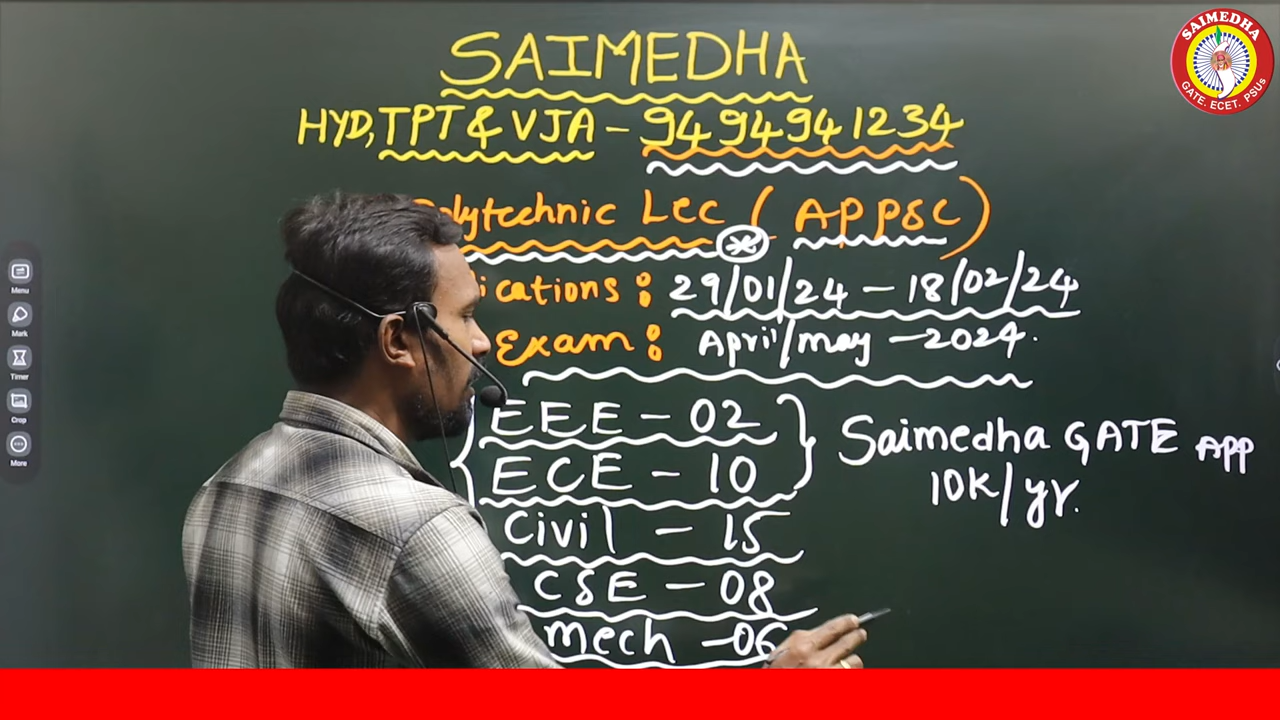 SAIMEDHA
HYD, TPT & VJA - 9494941234
Polytechnic Lec (APPSC)
ications : 29/01/24 - 18/02/24
Exam : April/may - 2024.
EEE - 02
ECE - 10
Saimedha GATE APP
10K/yr.
Civil - 15
CSE - 08
mech - 06
SAIMEDHA
GATE. ECET. PSUs
Menu
Mark
Timer
Crop
More